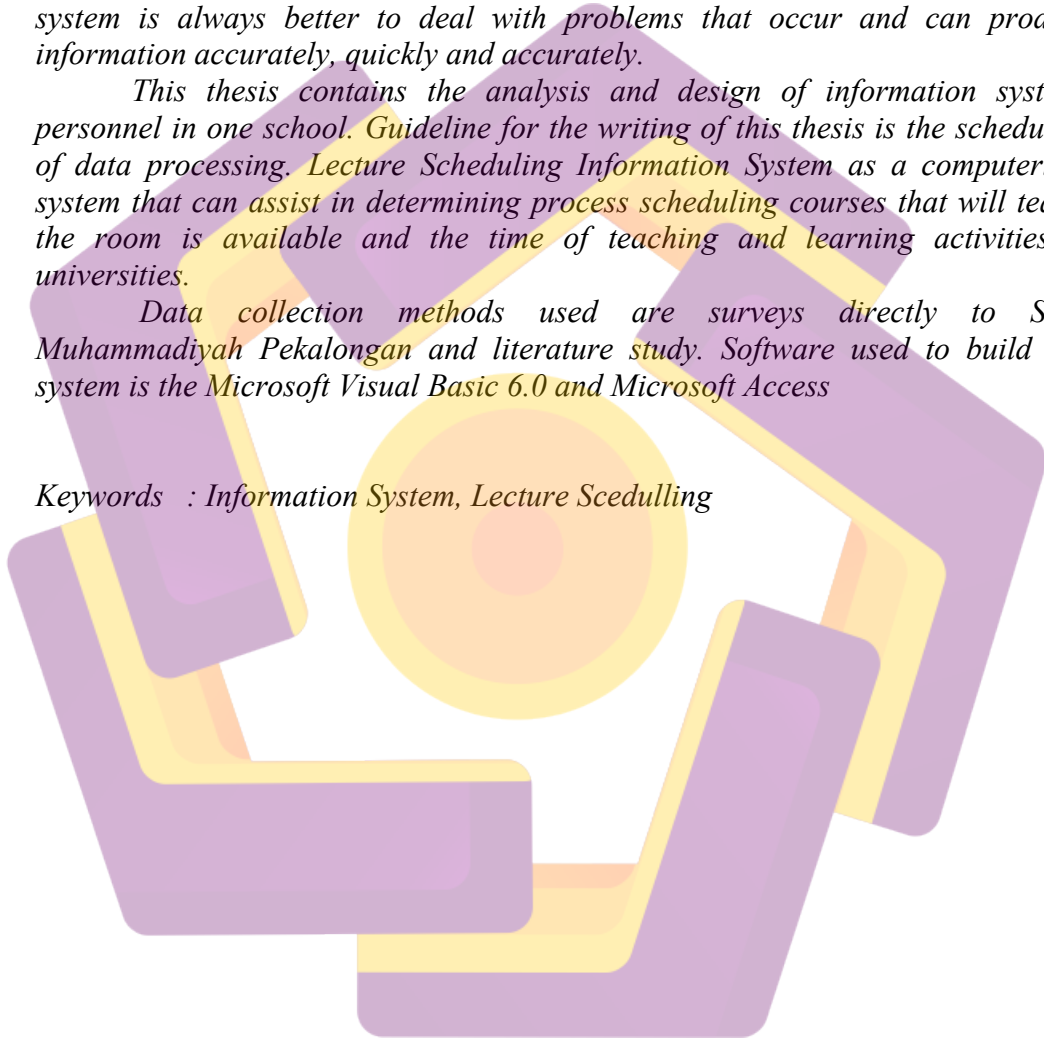 system is always better to deal with problems that occur and can prod
information accurately, quickly and accurately.
This thesis contains the analysis and design of information syst
personnel in one school. Guideline for the writing of this thesis is the schedu
of data processing. Lecture Scheduling Information System as a computer
system that can assist in determining process scheduling courses that will tea
the room is available and the time of teaching and learning activities
universities.
Data collection methods used are surveys directly to S
Muhammadiyah Pekalongan and literature study. Software used to build
system is the Microsoft Visual Basic 6.0 and Microsoft Access
Keywords : Information System, Lecture Scedulling